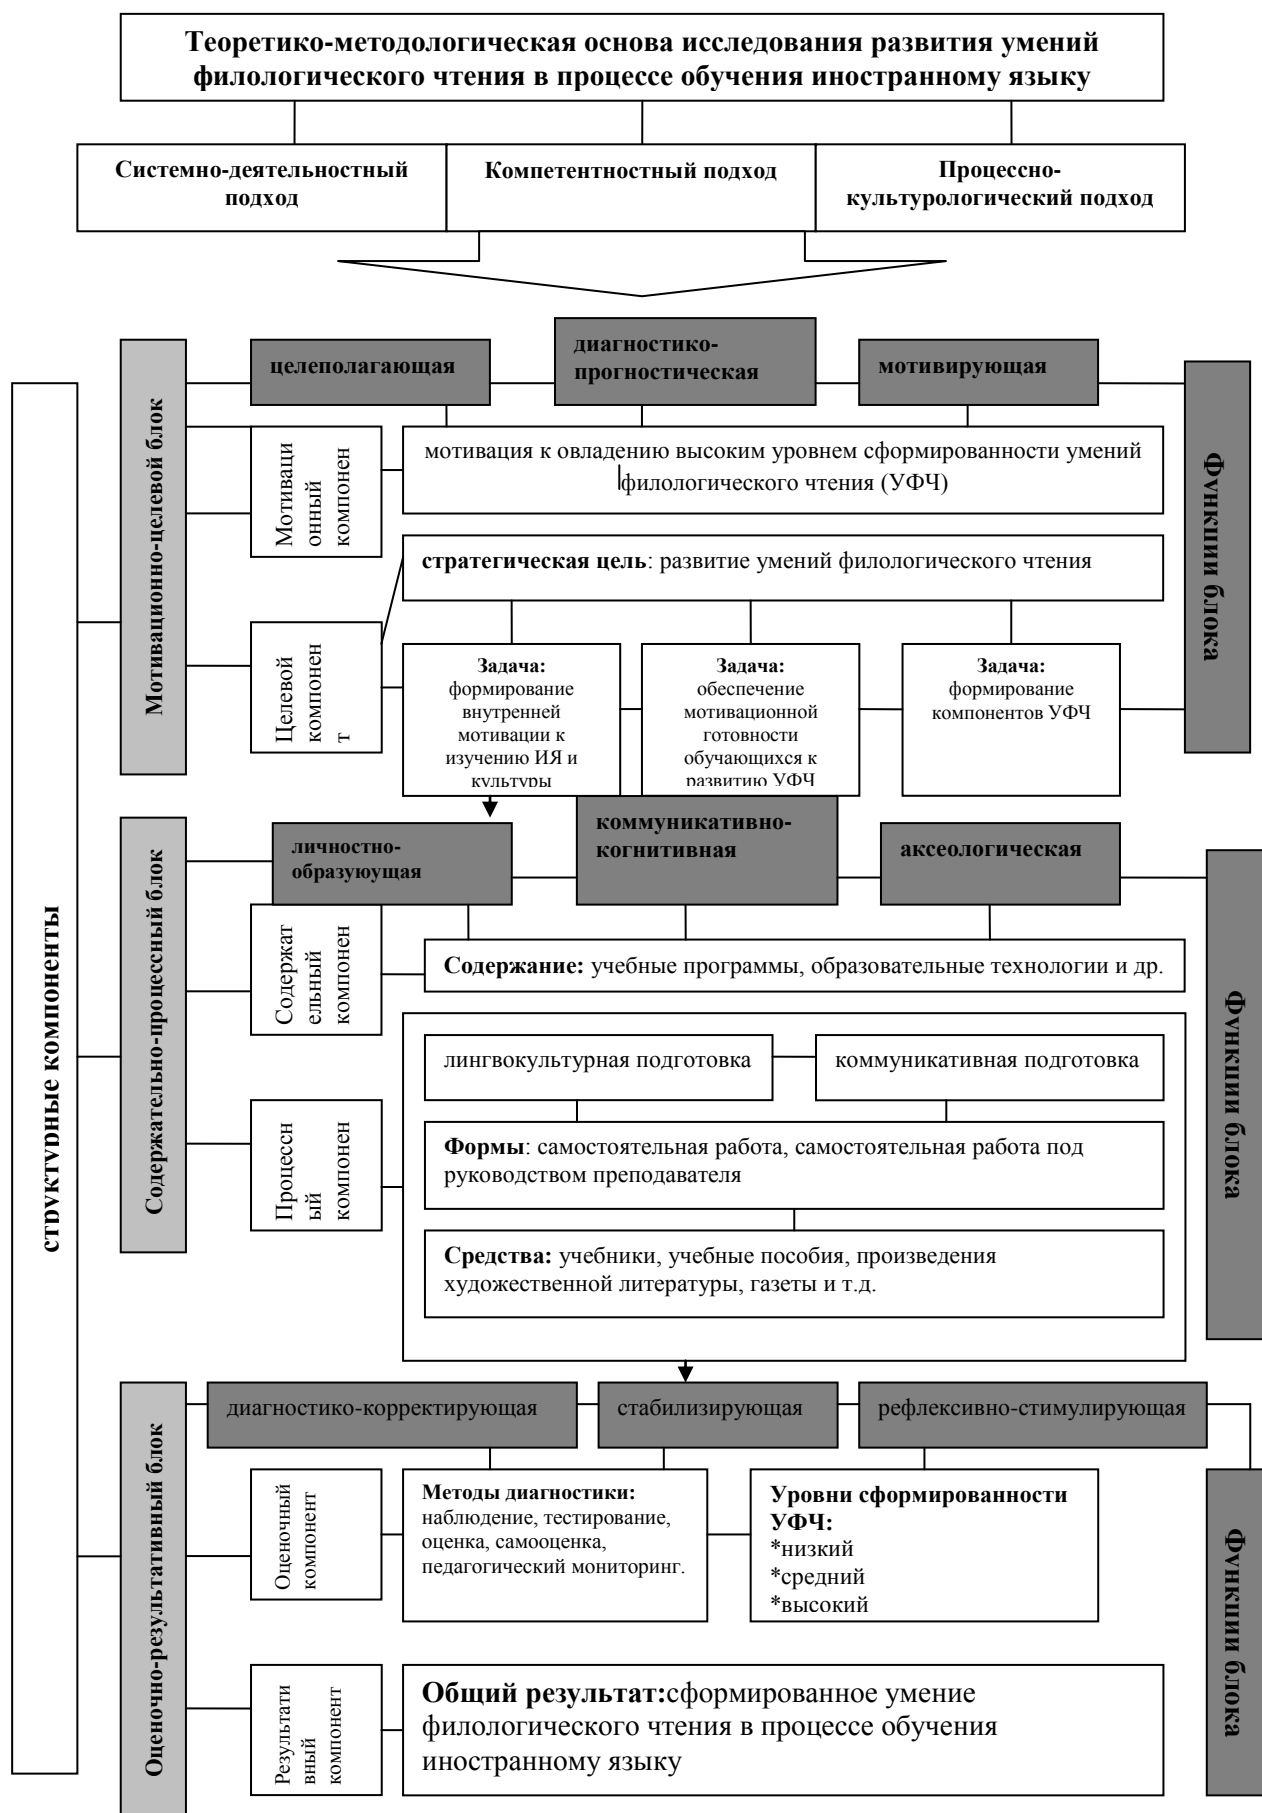 Теоретико-методологическая основа исследования развития умений
филологического чтения в процессе обучения иностранному языку
Системно-деятельностный
подход
Компетентностный подход
Процессно-
культурологический подход
структурные компоненты
Мотивационно-целевой блок
целеполагающая
диагностико-
прогностическая
мотивирующая
Функции блока
Мотиваци
онный
компонен
мотивация к овладению высоким уровнем сформированности умений
филологического чтения (УФЧ)
стратегическая цель: развитие умений филологического чтения
Целевой
компонен
т
Задача:
формирование
внутренней
мотивации к
изучению ИЯ и
культуры
Задача:
обеспечение
мотивационной
готовности
обучающихся к
развитию УФЧ
Задача:
формирование
компонентов УФЧ
Содержательно-процессный блок
личностно-
образуюущая
коммуникативно-
когнитивная
аксеологическая
Функции блока
Содержат
ельный
компонен
Содержание: учебные программы, образовательные технологии и др.
Процессн
ый
компонен
лингвокультурная подготовка
коммуникативная подготовка
Формы: самостоятельная работа, самостоятельная работа под
руководством преподавателя
Средства: учебники, учебные пособия, произведения
художественной литературы, газеты и т.д.
Оценочно-результативный блок
диагностико-корректирующая
стабилизирующая
рефлексивно-стимулирующая
Функции блока
Оценочный
компонент
Методы диагностики:
наблюдение, тестирование,
оценка, самооценка,
педагогический мониторинг.
Уровни сформированности
УФЧ:
*низкий
*средний
*высокий
Результати
вный
компонент
Общий результат:сформированное умение
филологического чтения в процессе обучения
иностранному языку